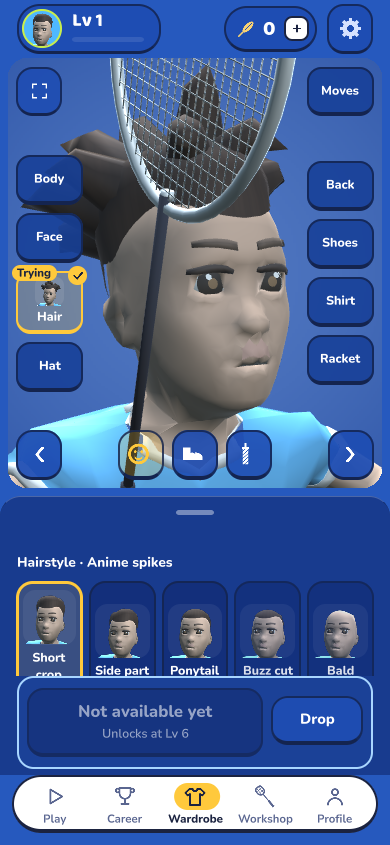 Lv 1
0
+
Moves
Body
Back
Face
Shoes
Trying
Hair
Shirt
Hat
Racket
Hairstyle · Anime spikes
Short
crop
Side part
Ponytail
Buzz cut
Bald
Not available yet
Unlocks at Lv 6
Drop
Play
Career
Wardrobe
Workshop
Profile